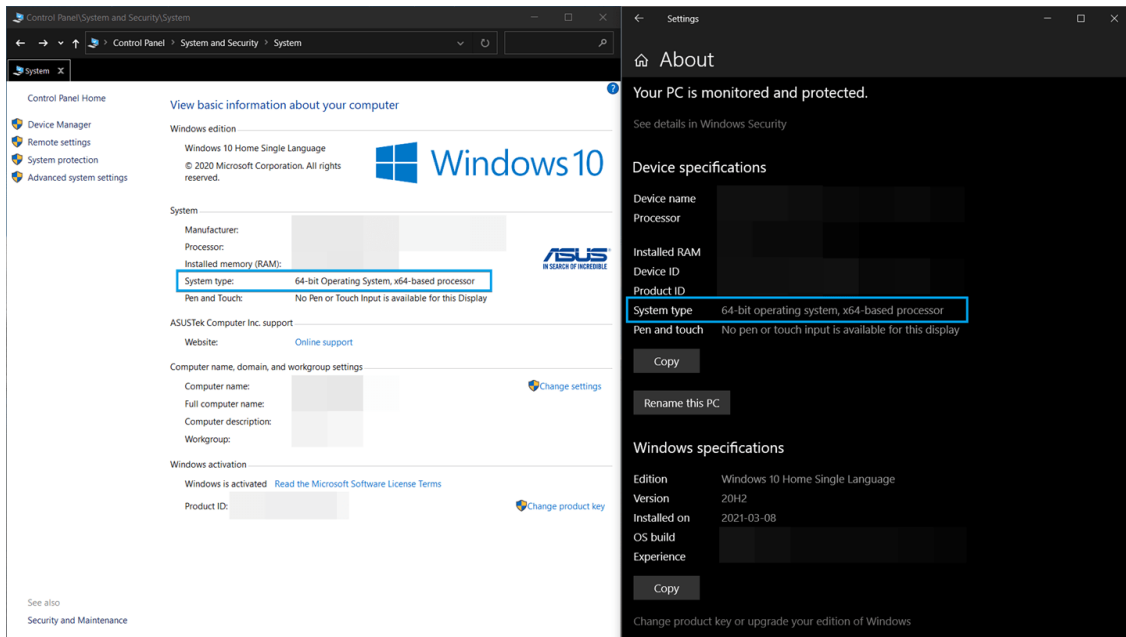 Control Panel\System and Security\System
Control Panel > System and Security > System
System X
Control Panel Home
Device Manager
Remote settings
System protection
Advanced system settings
See also
Security and Maintenance
?
View basic information about your computer
Windows edition
Windows 10 Home Single Language
© 2020 Microsoft Corporation. All rights
reserved.
Windows 10
System
Manufacturer:
Processor:
Installed memory (RAM):
System type: 64-bit Operating System, x64-based processor
Pen and Touch: No Pen or Touch Input is available for this Display
ASUS
IN SEARCH OF INCREDIBLE
ASUSTek Computer Inc. support
Website: Online support
Computer name, domain, and workgroup settings
Computer name: Change settings
Full computer name:
Computer description:
Workgroup:
Windows activation
Windows is activated Read the Microsoft Software License Terms
Product ID: Change product key
Settings
About
Your PC is monitored and protected.
See details in Windows Security
Device specifications
Device name
Processor
Installed RAM
Device ID
Product ID
System type 64-bit operating system, x64-based processor
Pen and touch No pen or touch input is available for this display
Copy
Rename this PC
Windows specifications
Edition Windows 10 Home Single Language
Version 20H2
Installed on 2021-03-08
OS build
Experience
Copy
Change product key or upgrade your edition of Windows